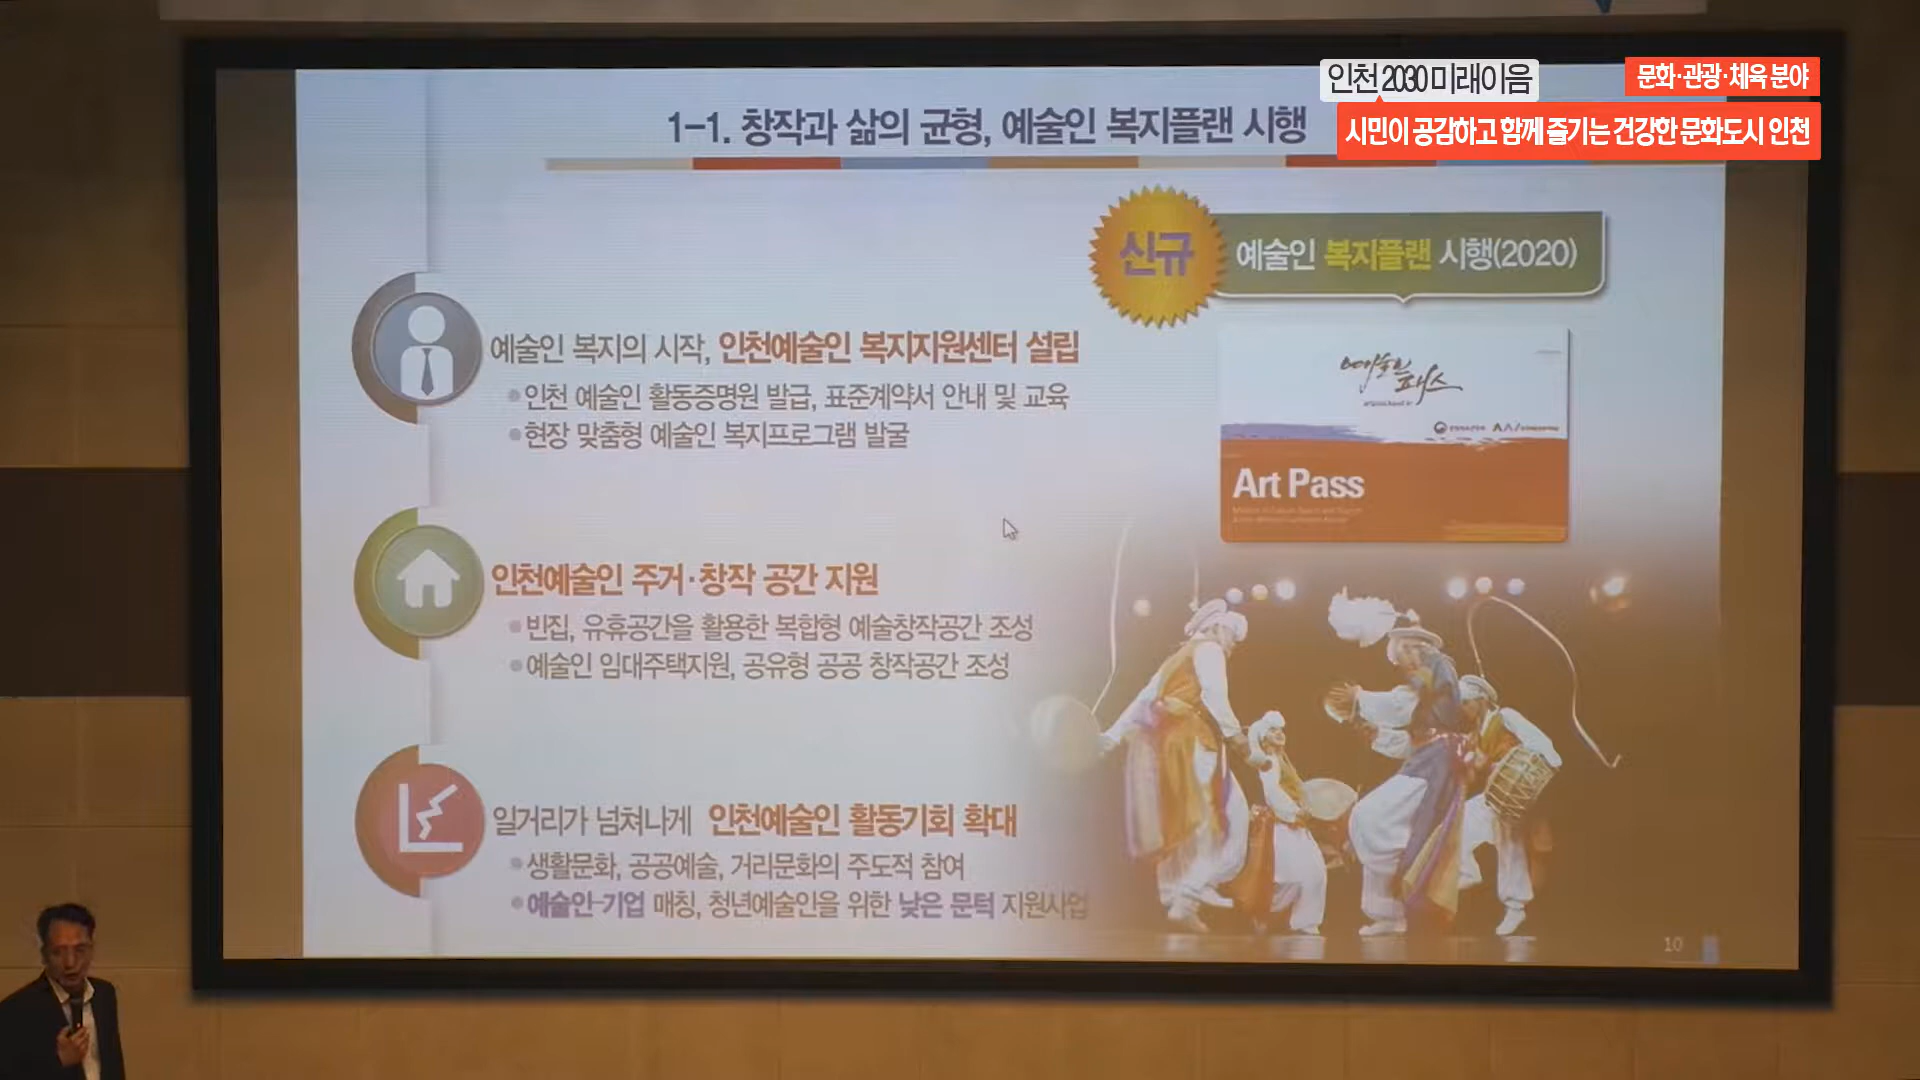 인천 2030 미래이음
문화·관광·체육 분야
시민이 공감하고 함께 즐기는 건강한 문화도시 인천
1-1. 창작과 삶의 균형, 예술인 복지플랜 시행
신규
예술인 복지플랜 시행(2020)
예술인 복지의 시작, 인천예술인 복지지원센터 설립
•인천 예술인 활동증명원 발급, 표준계약서 안내 및 교육
•현장 맞춤형 예술인 복지프로그램 발굴
예술인
패스
Art Pass
인천예술인 주거·창작 공간 지원
•빈집, 유휴공간을 활용한 복합형 예술창작공간 조성
•예술인 임대주택지원, 공유형 공공 창작공간 조성
일거리가 넘쳐나게 인천예술인 활동기회 확대
•생활문화, 공공예술, 거리문화의 주도적 참여
•예술인-기업 매칭, 청년예술인을 위한 낮은 문턱 지원사업
10